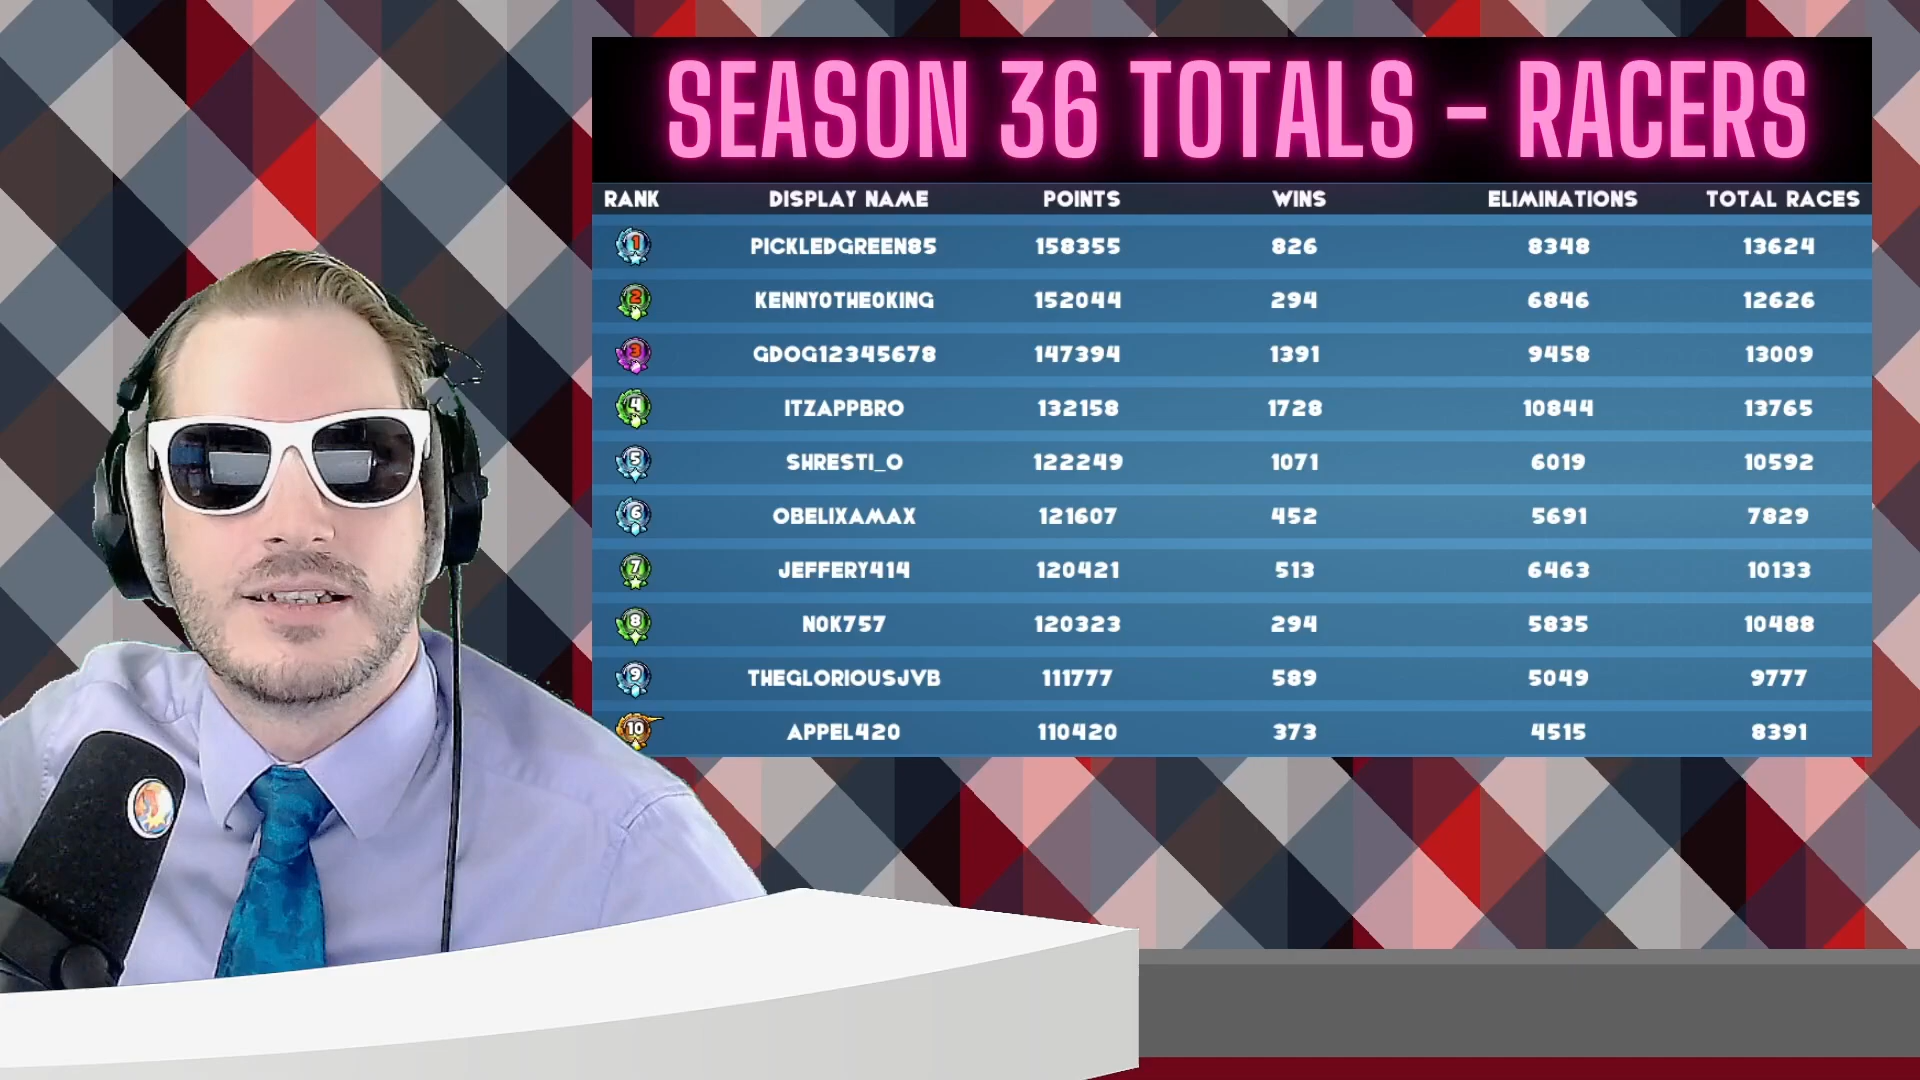 SEASON 36 TOTALS - RACERS
RANK DISPLAY NAME POINTS WINS ELIMINATIONS TOTAL RACES
1 PICKLEDGREEN85 158355 826 8348 13624
2 KENNYOTHEOKING 152044 294 6846 12626
3 GDOG12345678 147394 1391 9458 13009
4 ITZAPPBRO 132158 1728 10844 13765
5 SHRESTI_O 122249 1071 6019 10592
6 OBELIXAMAX 121607 452 5691 7829
7 JEFFERY414 120421 513 6463 10133
8 NOK757 120323 294 5835 10488
9 THEGLORIOUSJVB 111777 589 5049 9777
10 APPEL420 110420 373 4515 8391